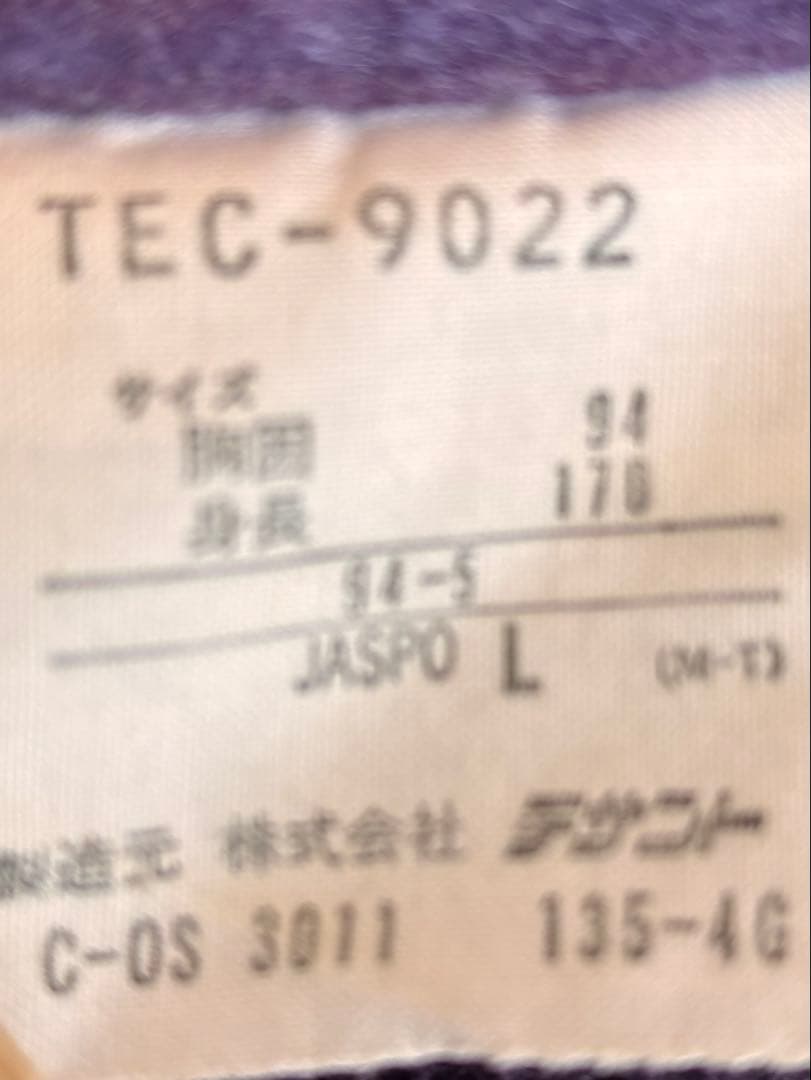 TEC-9022
サイズ
胸囲 94
身長 170
94-5
JASPO L (M-T)
製造元 株式会社 デサント
C-OS 3011 135-4G